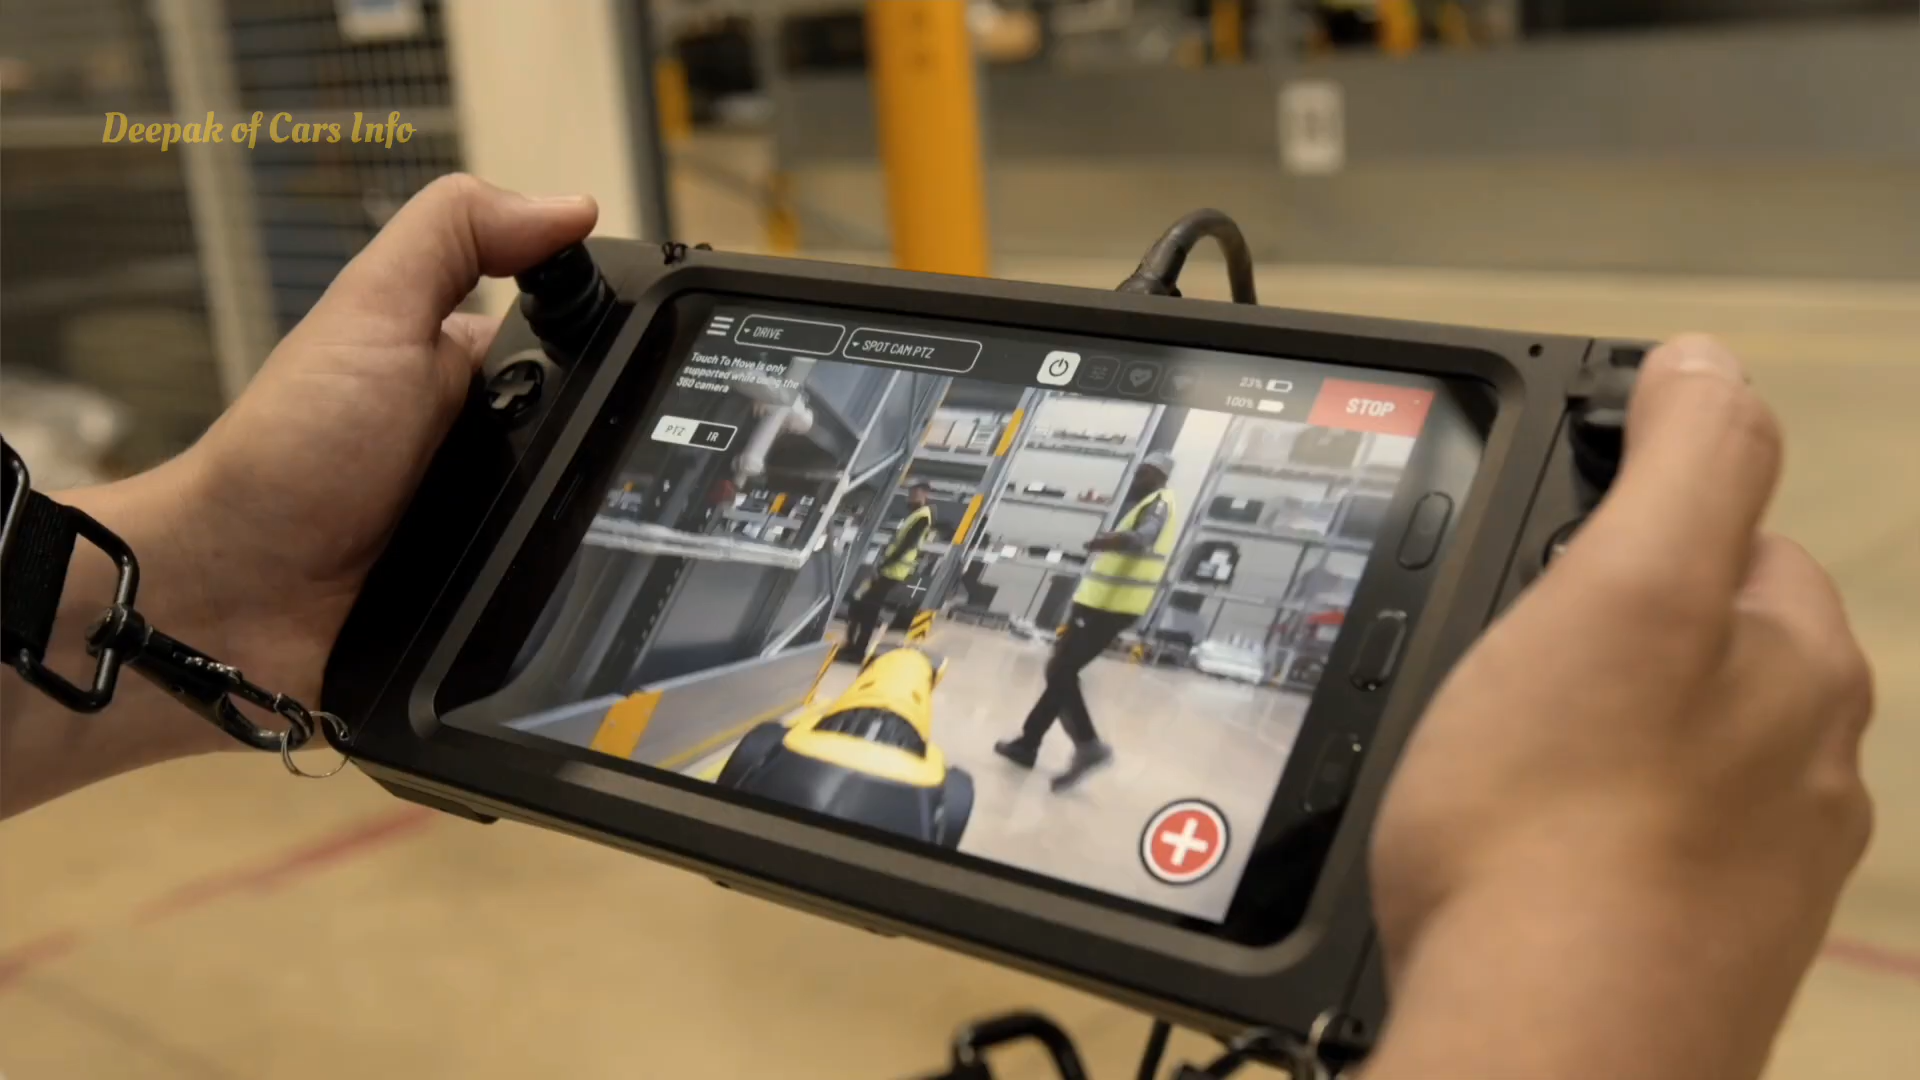 Deepak of Cars Info
DRIVE
SPOT CAM PTZ
Touch To Move is only
supported while using the
360 camera
PTZ
IR
23%
100%
STOP